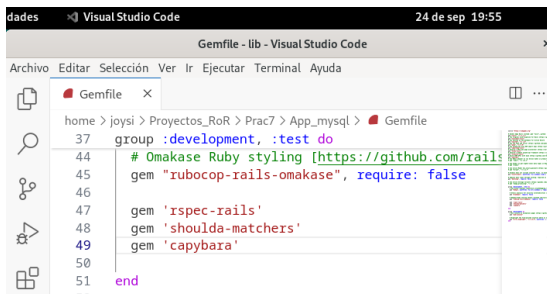 dades Visual Studio Code 24 de sep 19:55
Gemfile - lib - Visual Studio Code
Archivo Editar Selección Ver Ir Ejecutar Terminal Ayuda
Gemfile
home > joysi > Proyectos_RoR > Prac7 > App_mysql > Gemfile
37 group :development, :test do
44 # Omakase Ruby styling [https://github.com/rails
45 gem "rubocop-rails-omakase", require: false
46
47 gem 'rspec-rails'
48 gem 'shoulda-matchers'
49 gem 'capybara'
50
51 end